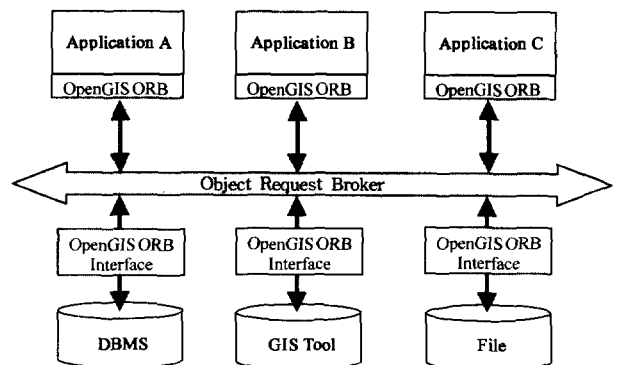 Application A
Application B
Application C
OpenGIS ORB
OpenGIS ORB
OpenGIS ORB
Object Request Broker
OpenGIS ORB
Interface
OpenGIS ORB
Interface
OpenGIS ORB
Interface
DBMS
GIS Tool
File